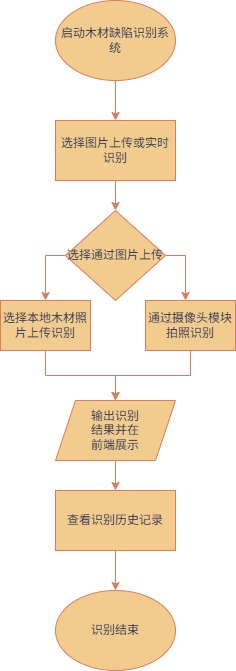 启动木材缺陷识别系
统
选择图片上传或实时
识别
选择通过图片上传
选择本地木材照
片上传识别
通过摄像头模块
拍照识别
输出识别
结果并在
前端展示
查看识别历史记录
识别结束